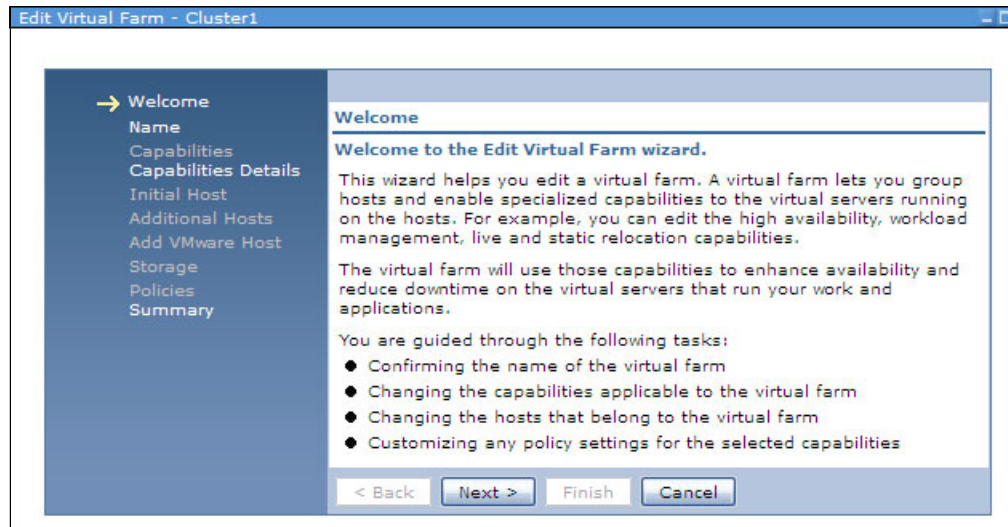 Edit Virtual Farm - Cluster1
Welcome
Name
Capabilities
Capabilities Details
Initial Host
Additional Hosts
Add VMware Host
Storage
Policies
Summary
Welcome
Welcome to the Edit Virtual Farm wizard.
This wizard helps you edit a virtual farm. A virtual farm lets you group
hosts and enable specialized capabilities to the virtual servers running
on the hosts. For example, you can edit the high availability, workload
management, live and static relocation capabilities.
The virtual farm will use those capabilities to enhance availability and
reduce downtime on the virtual servers that run your work and
applications.
You are guided through the following tasks:
● Confirming the name of the virtual farm
● Changing the capabilities applicable to the virtual farm
● Changing the hosts that belong to the virtual farm
● Customizing any policy settings for the selected capabilities
< Back Next > Finish Cancel